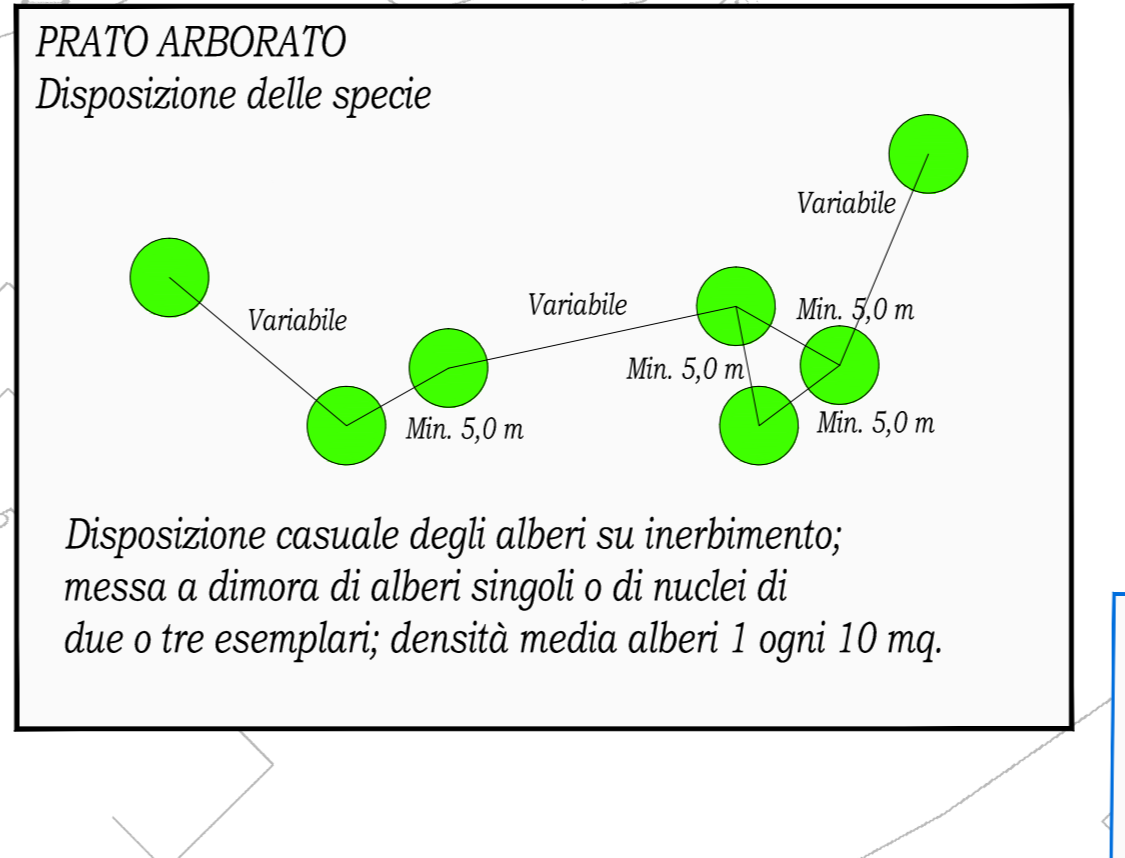 PRATO ARBORATO
Disposizione delle specie
Variabile
Variabile
Variabile
Min. 5,0 m
Min. 5,0 m
Min. 5,0 m
Min. 5,0 m
Disposizione casuale degli alberi su inerbimento;
messa a dimora di alberi singoli o di nuclei di
due o tre esemplari; densità media alberi 1 ogni 10 mq.